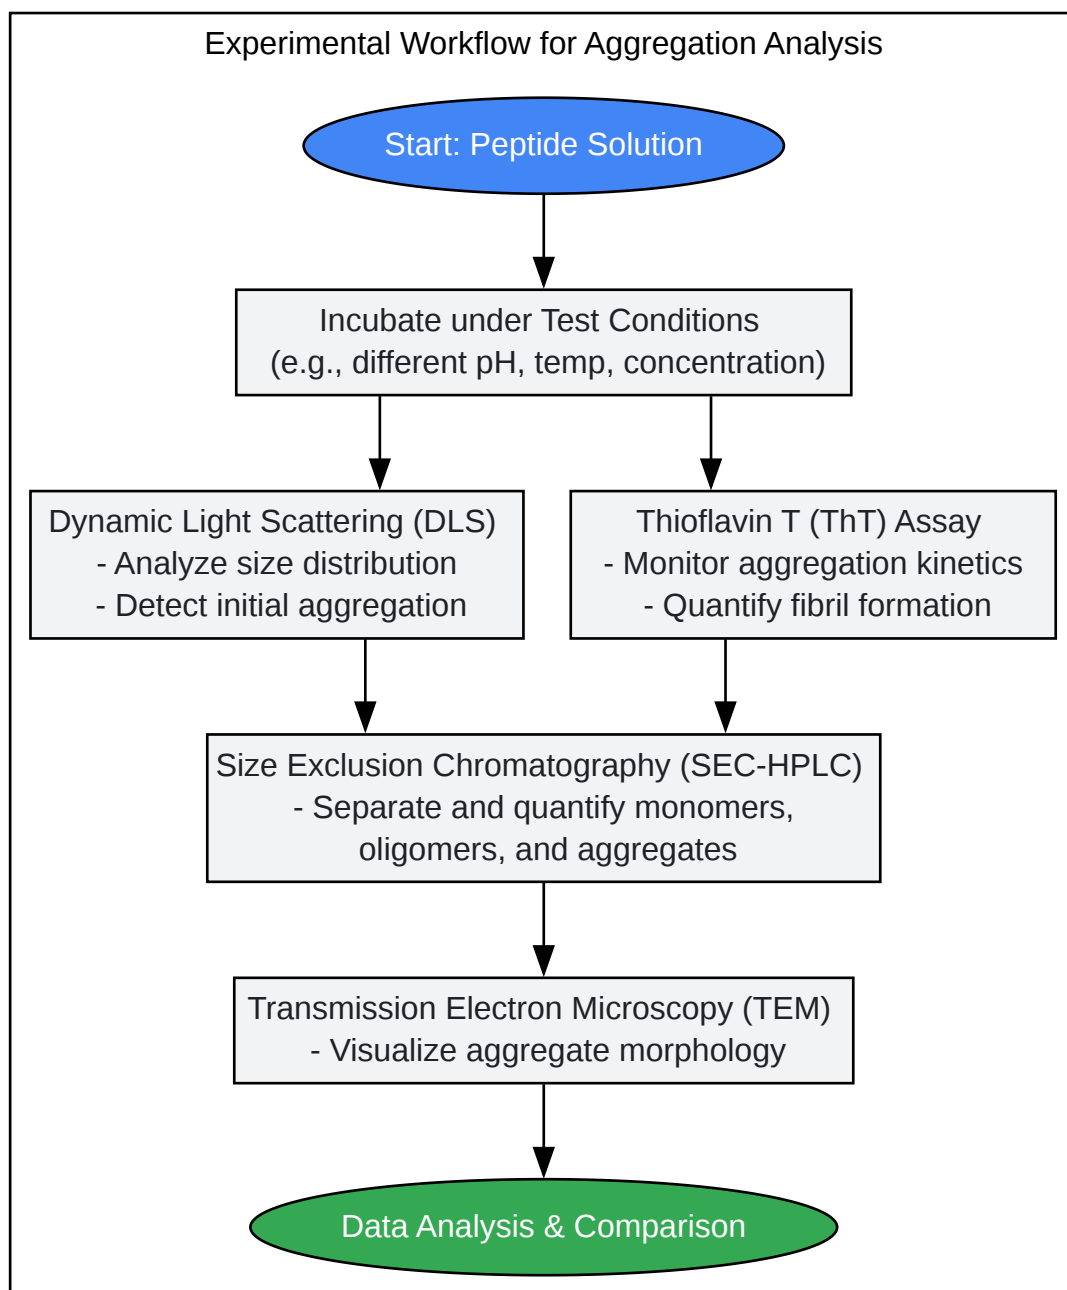 Experimental Workflow for Aggregation Analysis
Start: Peptide Solution
Incubate under Test Conditions
(e.g., different pH, temp, concentration)
Dynamic Light Scattering (DLS)
- Analyze size distribution
- Detect initial aggregation
Thioflavin T (ThT) Assay
- Monitor aggregation kinetics
- Quantify fibril formation
Size Exclusion Chromatography (SEC-HPLC)
- Separate and quantify monomers,
oligomers, and aggregates
Transmission Electron Microscopy (TEM)
- Visualize aggregate morphology
Data Analysis & Comparison